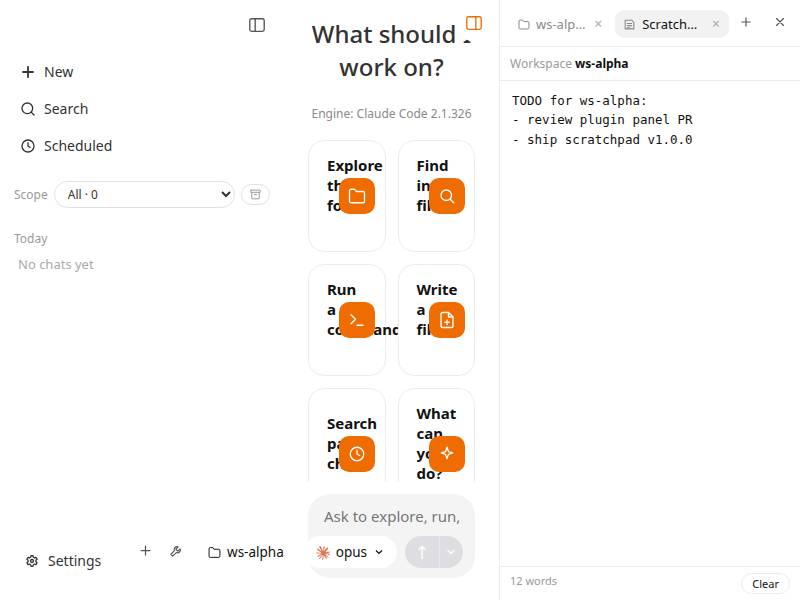 New
Search
Scheduled
Scope All · 0
Today
No chats yet
Settings
ws-alpha
What should
work on?
Engine: Claude Code 2.1.326
Explore
Find
Run
a
Write
a
Search
What
can
do?
Ask to explore, run,
opus
ws-alp...
Scratch...
Workspace ws-alpha
TODO for ws-alpha:
- review plugin panel PR
- ship scratchpad v1.0.0
12 words
Clear